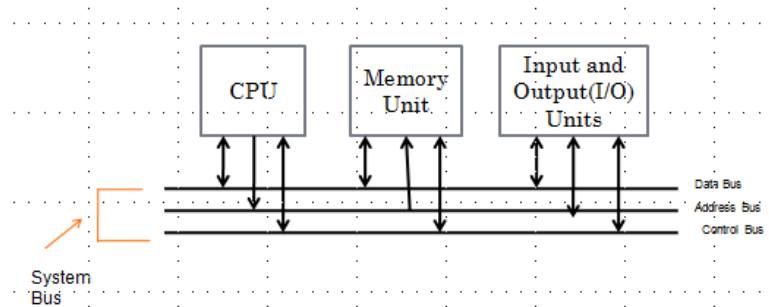 CPU
Memory
Unit
Input and
Output(I/O)
Units
Data Bus
Address Bus
Control Bus
System
Bus